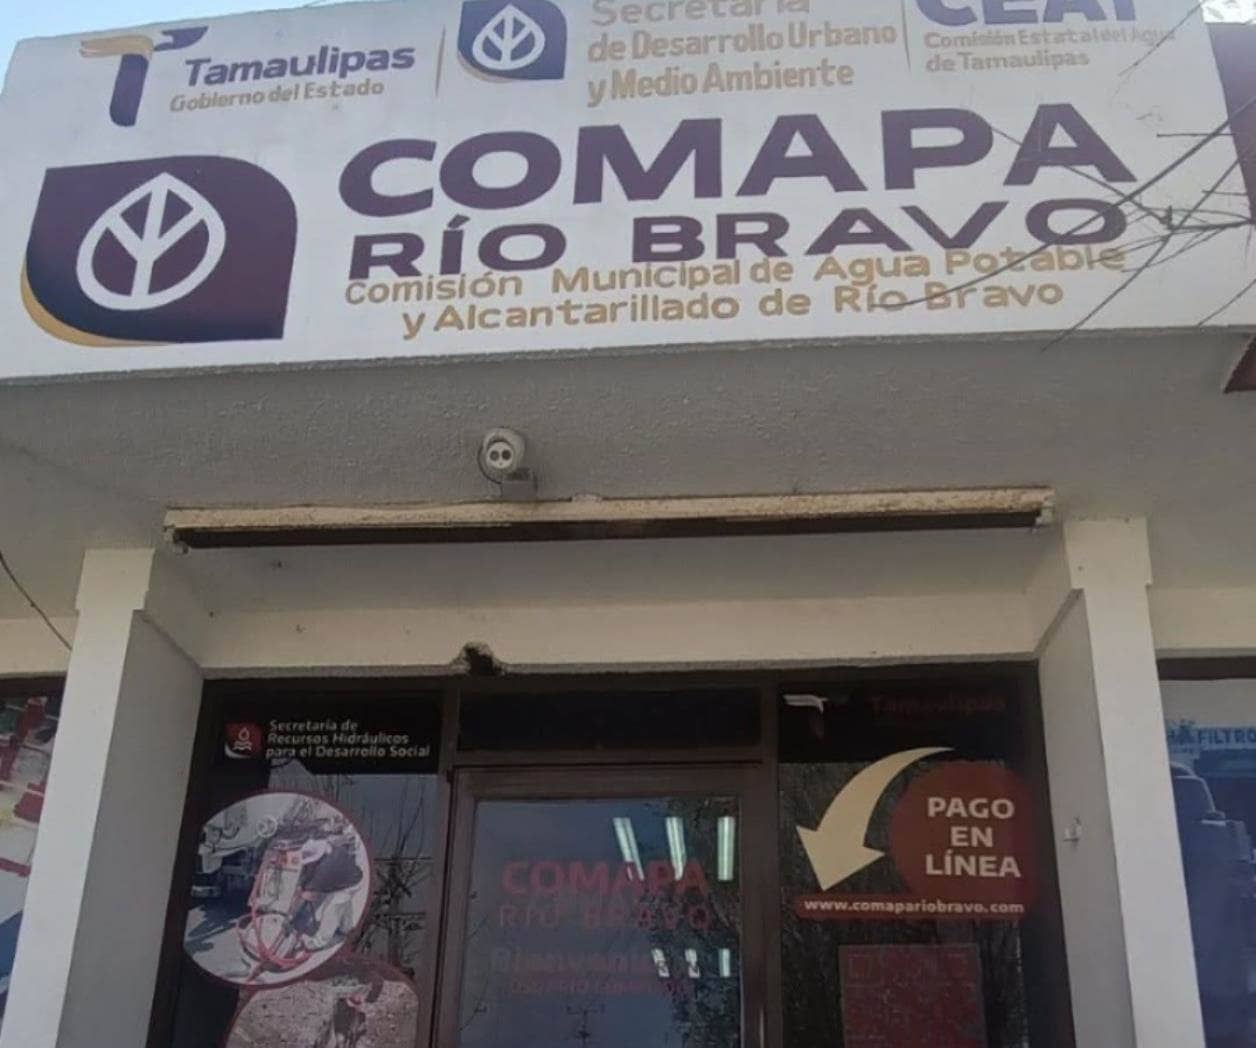 Tamaulipas
Gobierno del Estado
Secretaría
de Desarrollo Urbano
y Medio Ambiente
CEAT
Comisión Estatal del Agua
de Tamaulipas
COMAPA
RÍO BRAVO
Comisión Municipal de Agua Potable
y Alcantarillado de Río Bravo
Secretaría de
Recursos Hidráulicos
para el Desarrollo Social
Tamaulipas
PAGO
EN
LÍNEA
www.comapariobravo.com
COMAPA
RÍO BRAVO
FILTRO